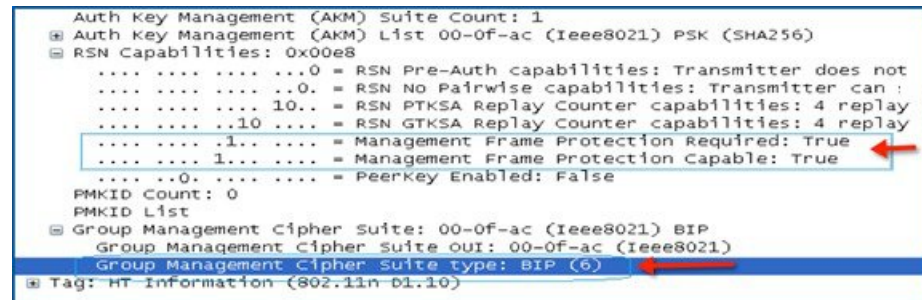 Auth Key Management (AKM) Suite Count: 1
Auth Key Management (AKM) List 00-0f-ac (Ieee8021) PSK (SHA256)
RSN Capabilities: 0x00e8
.... .... .... ...0 = RSN Pre-Auth capabilities: Transmitter does not
.... .... .... ..0. = RSN No Pairwise capabilities: Transmitter can
.... .... .... 10.. = RSN PTKSA Replay Counter capabilities: 4 replay
.... .... ..10 .... = RSN GTKSA Replay Counter capabilities: 4 replay
.... .... .1.. .... = Management Frame Protection Required: True
.... .... 1... .... = Management Frame Protection Capable: True
.... ..0. .... .... = PeerKey Enabled: False
PMKID Count: 0
PMKID List
Group Management Cipher Suite: 00-0f-ac (Ieee8021) BIP
Group Management Cipher Suite OUI: 00-0f-ac (Ieee8021)
Group Management Cipher Suite type: BIP (6)
Tag: HT Information (802.11n D1.10)